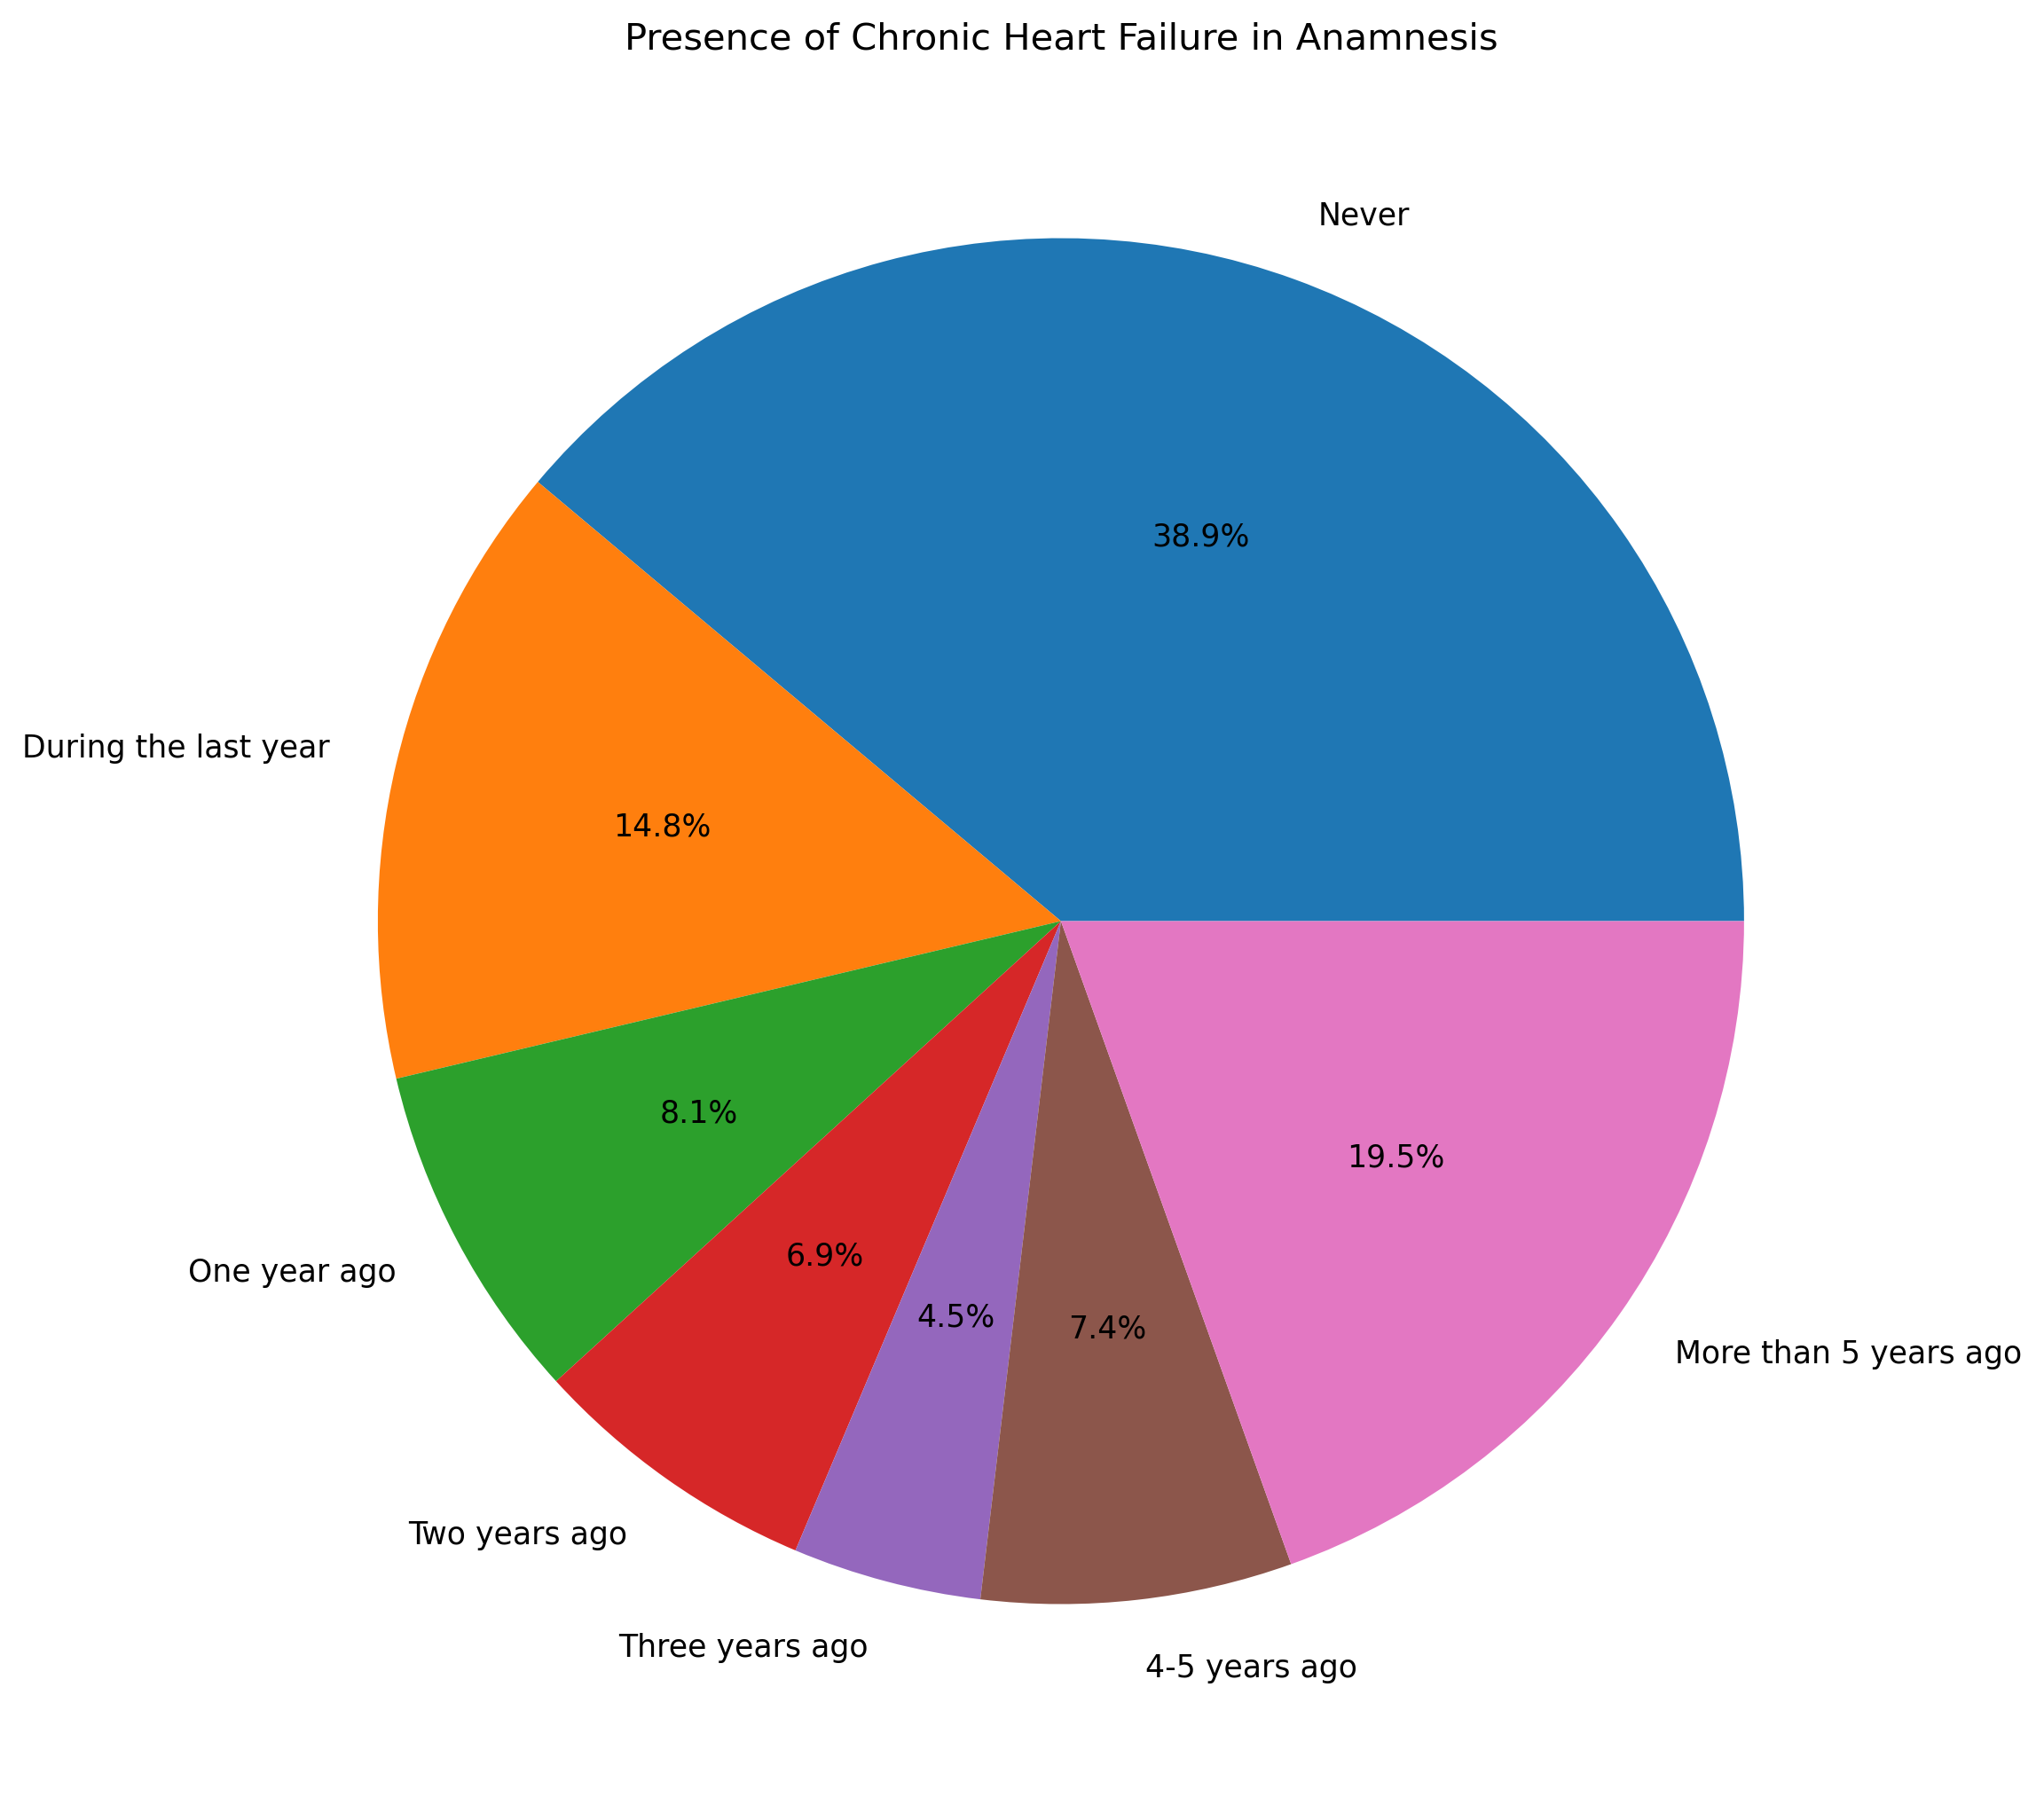 Presence of Chronic Heart Failure in Anamnesis
Never
38.9%
During the last year
14.8%
8.1%
One year ago
19.5%
More than 5 years ago
6.9%
4.5%
7.4%
Two years ago
Three years ago
4-5 years ago